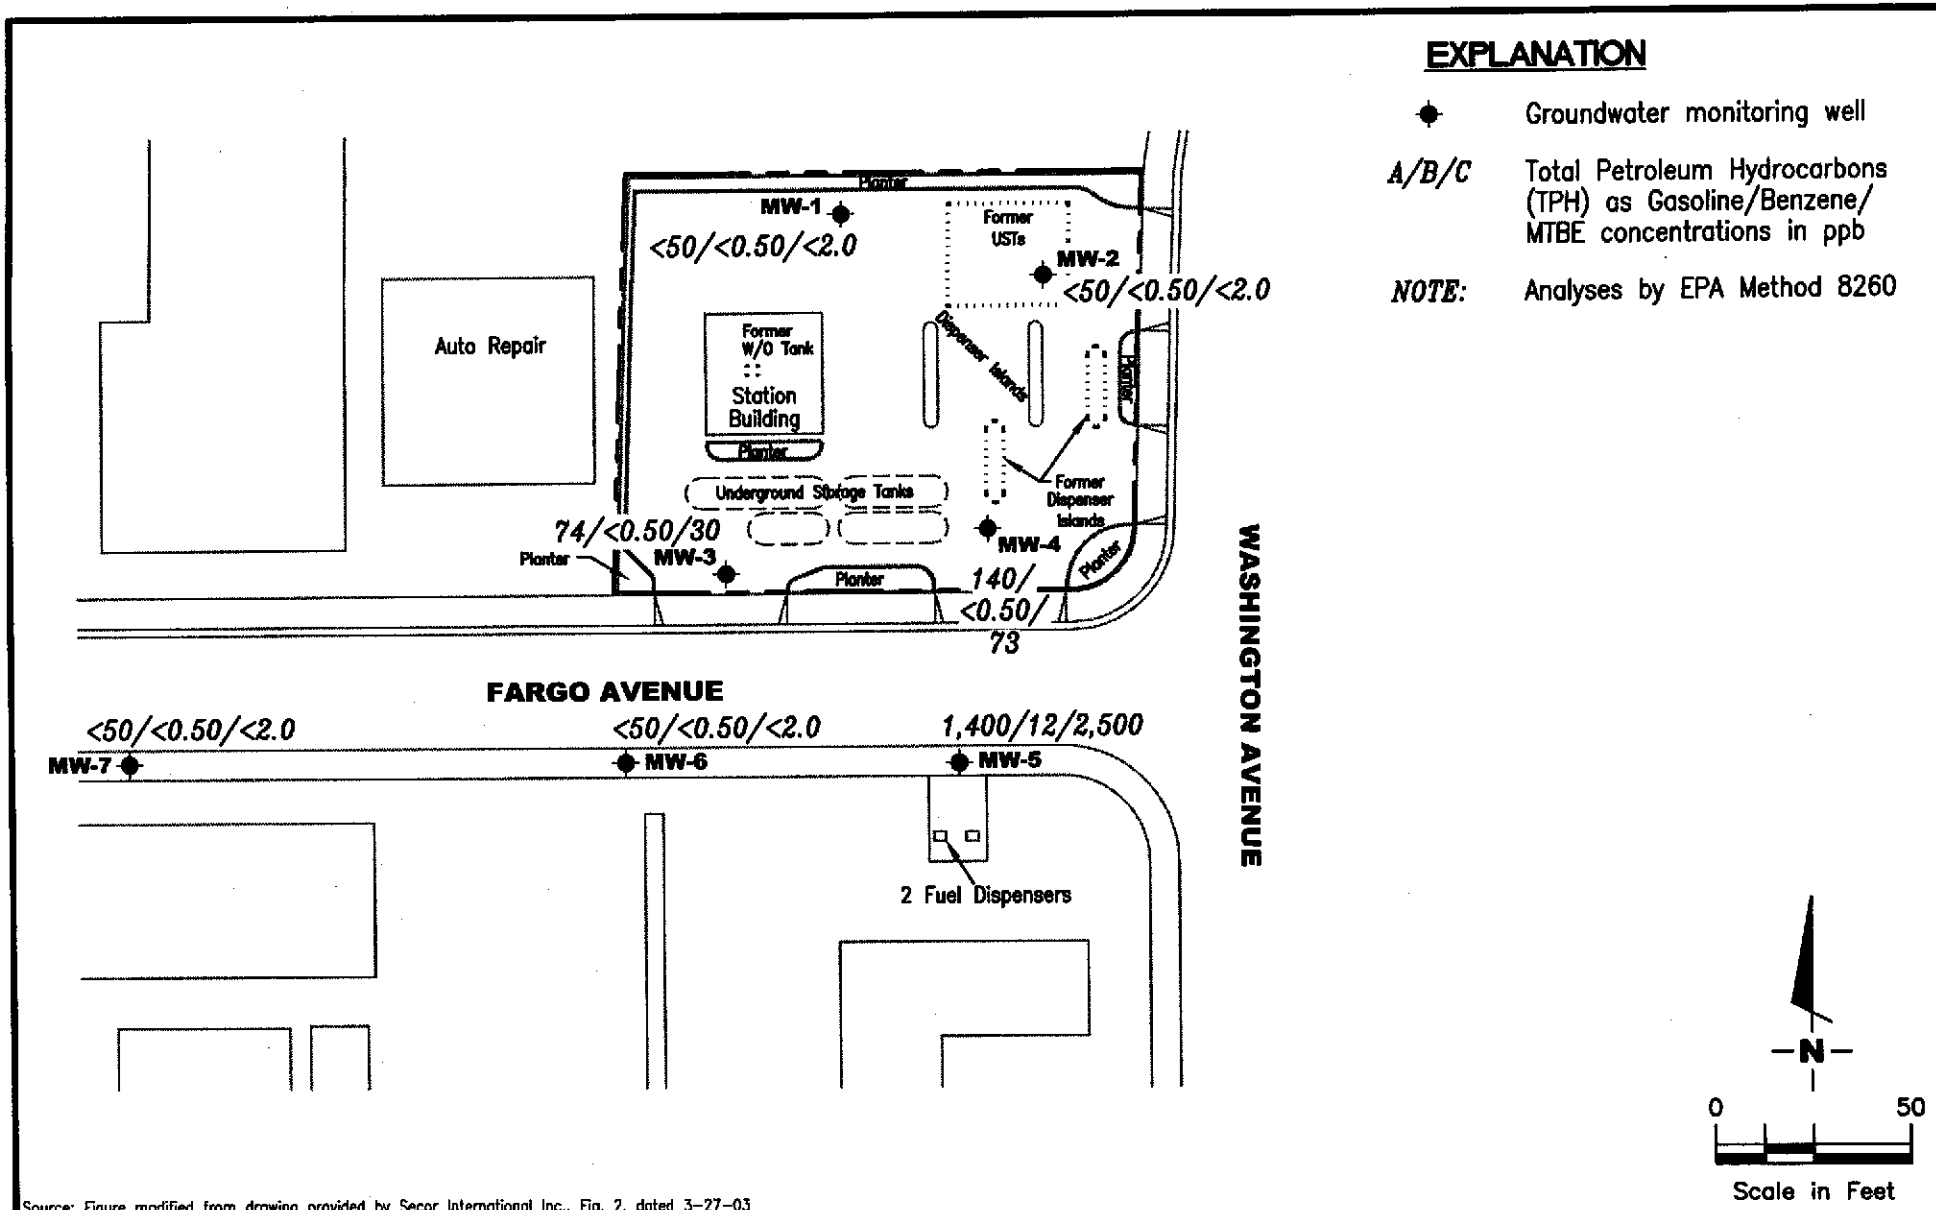 EXPLANATION
Groundwater monitoring well
A/B/C
Total Petroleum Hydrocarbons
(TPH) as Gasoline/Benzene/
MTBE concentrations in ppb
NOTE:
Analyses by EPA Method 8260
Planter
MW-1
<50/<0.50/<2.0
Former
USTs
MW-2
<50/<0.50/<2.0
Auto Repair
Former
W/O Tank
Station
Building
Planter
Dispenser Islands
Planter
Underground Storage Tanks
Former
Dispenser
Islands
74/<0.50/30
Planter
MW-3
MW-4
Planter
Planter
140/
<0.50/
73
WASHINGTON AVENUE
FARGO AVENUE
<50/<0.50/<2.0
<50/<0.50/<2.0
1,400/12/2,500
MW-7
MW-6
MW-5
2 Fuel Dispensers
N
0
50
Scale in Feet
Source: Figure modified from drawing provided by Secor International Inc., Fig. 2, dated 3-27-03